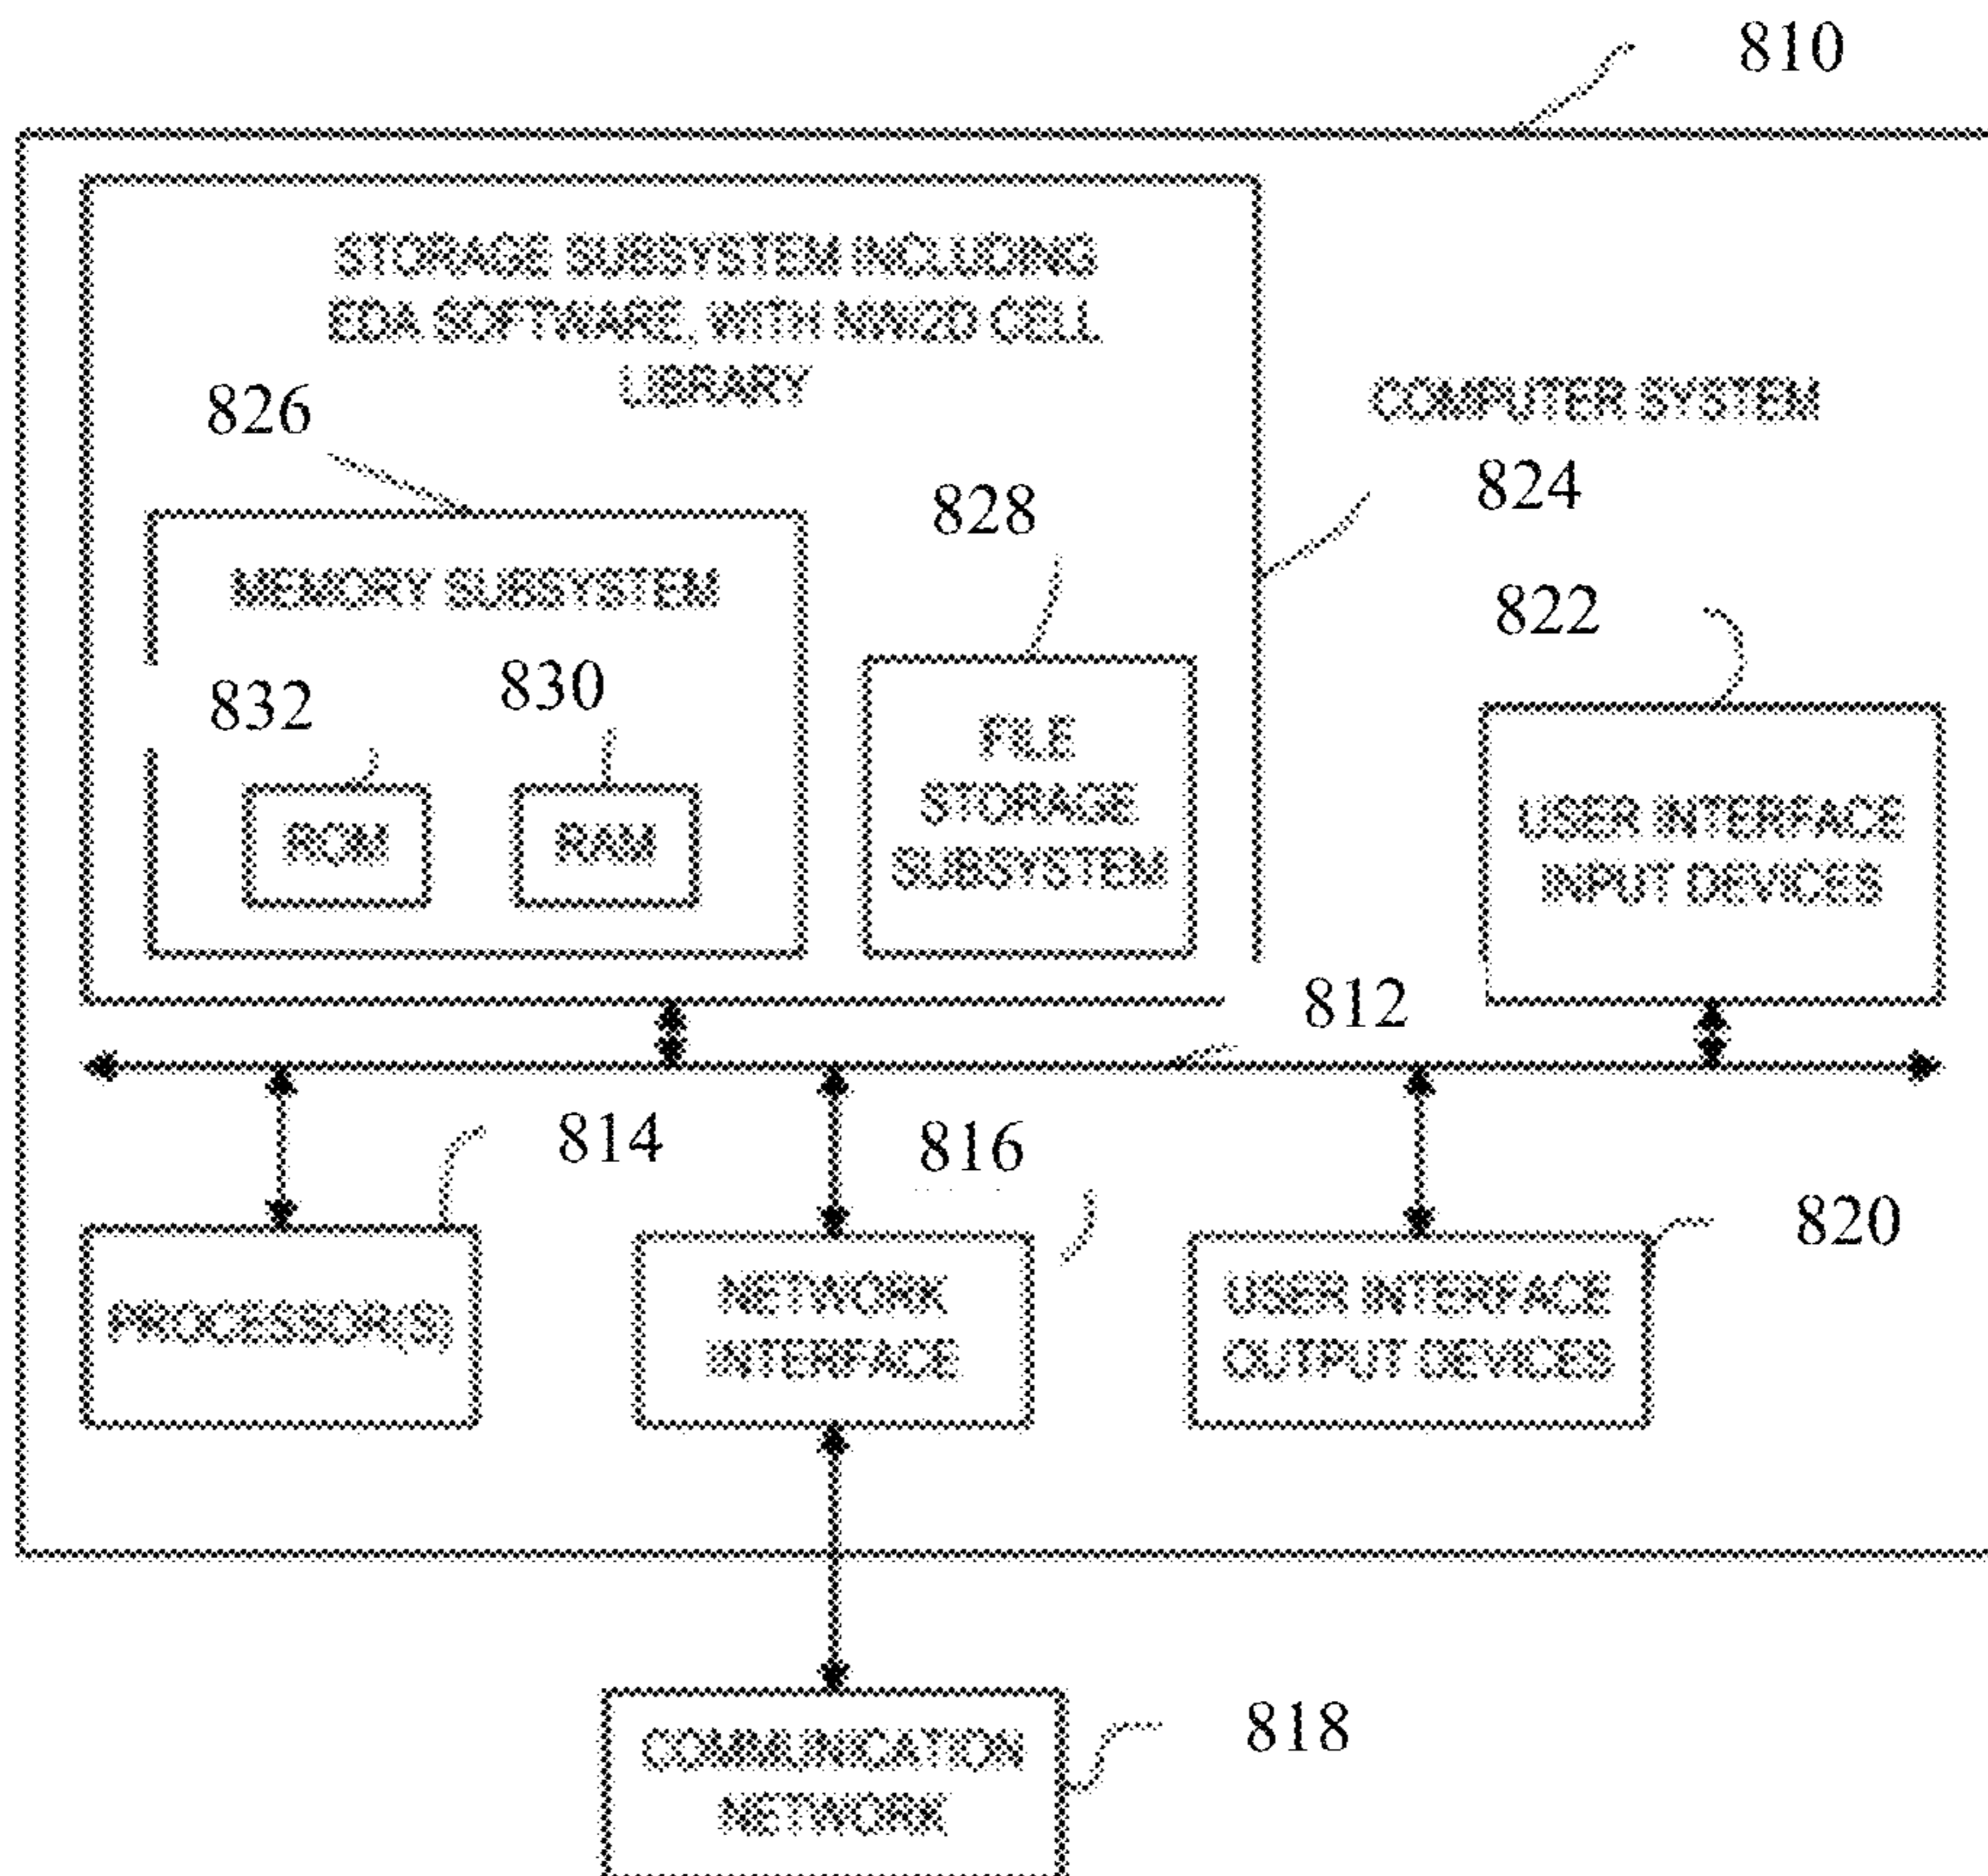 810
STORAGE SUBSYSTEM INCLUDING
EDA SOFTWARE, WITH NW/2D CELL
LIBRARY
826
COMPUTER SYSTEM
824
828
MEMORY SUBSYSTEM
822
832
830
FILE
STORAGE
SUBSYSTEM
ROM
RAM
USER INTERFACE
INPUT DEVICES
812
814
816
820
PROCESSOR(S)
NETWORK
INTERFACE
USER INTERFACE
OUTPUT DEVICES
818
COMMUNICATION
NETWORK